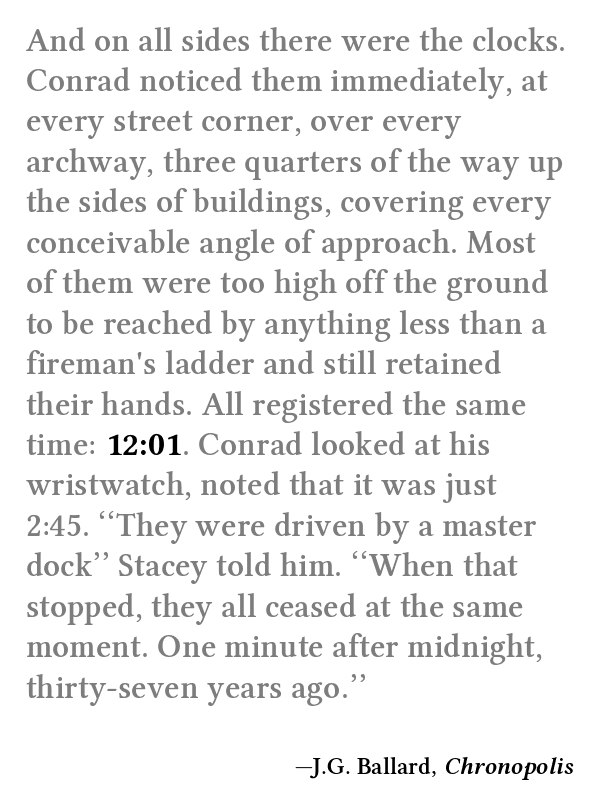 And on all sides there were the clocks.
Conrad noticed them immediately, at
every street corner, over every
archway, three quarters of the way up
the sides of buildings, covering every
conceivable angle of approach. Most
of them were too high off the ground
to be reached by anything less than a
fireman's ladder and still retained
their hands. All registered the same
time: 12:01. Conrad looked at his
wristwatch, noted that it was just
2:45. ‘‘They were driven by a master
dock’’ Stacey told him. ‘‘When that
stopped, they all ceased at the same
moment. One minute after midnight,
thirty-seven years ago.’’
—J.G. Ballard, Chronopolis